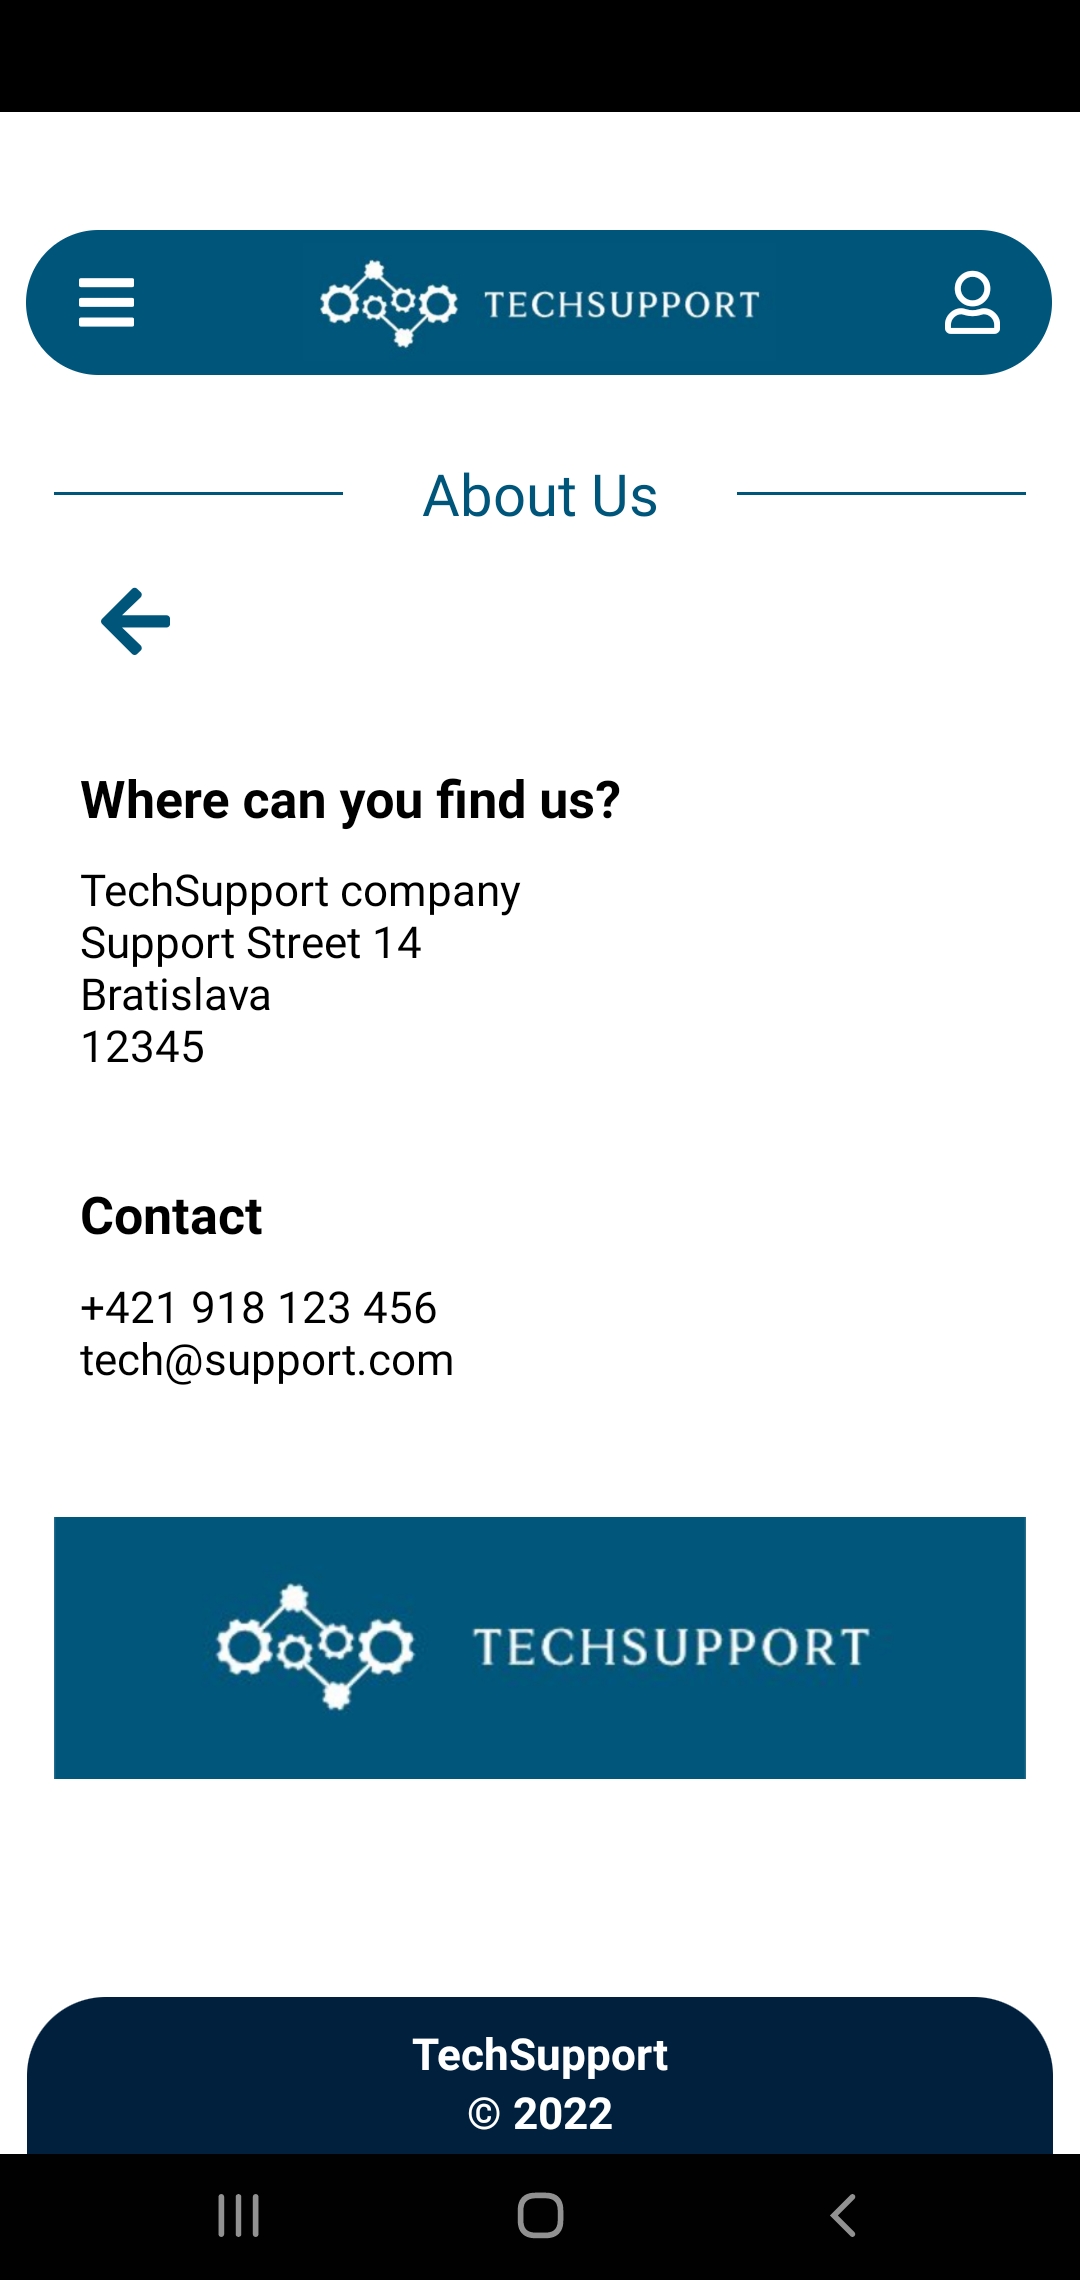 TECHSUPPORT
About Us
Where can you find us?
TechSupport company
Support Street 14
Bratislava
12345
Contact
+421 918 123 456
tech@support.com
TECHSUPPORT
TechSupport
© 2022